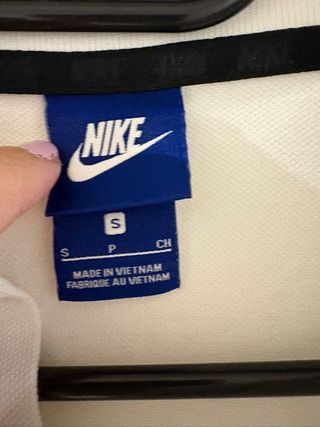 NIKE
S
S P CH
MADE IN VIETNAM
FABRIQUE AU VIETNAM